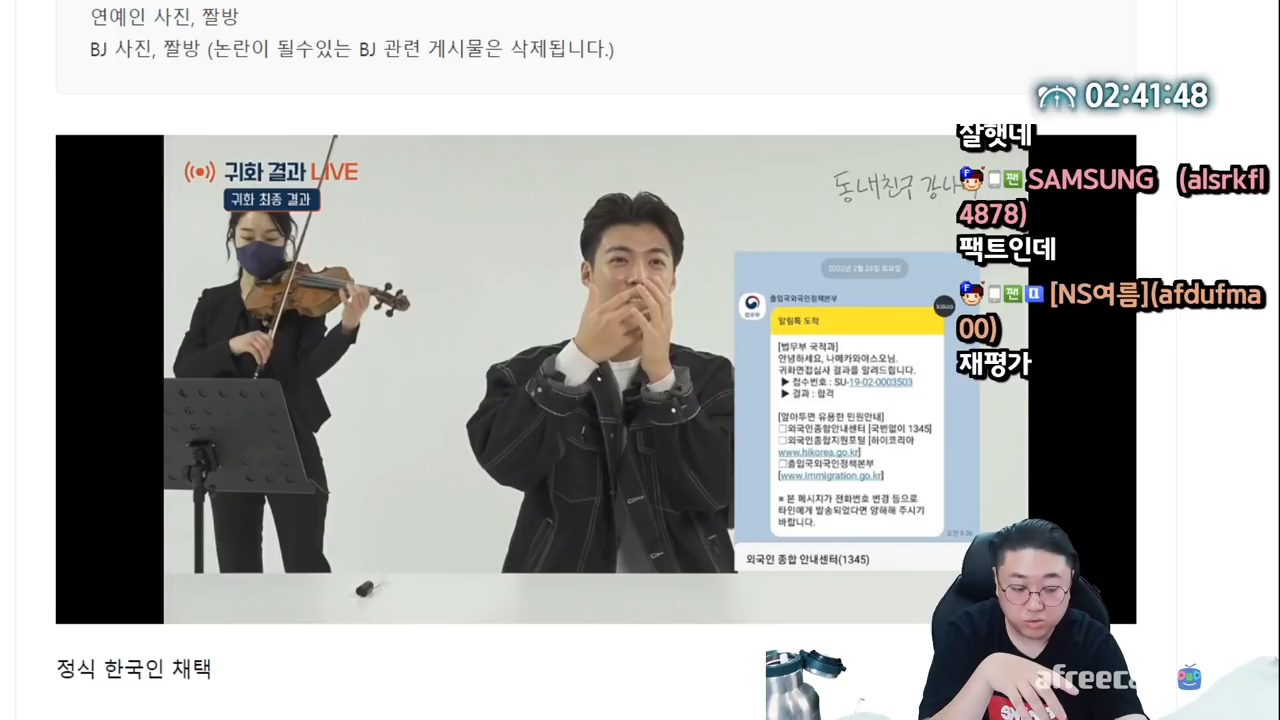 연예인 사진, 짤방
BJ 사진, 짤방 (논란이 될수있는 BJ 관련 게시물은 삭제됩니다.)
02:41:48
귀화 결과 LIVE
귀화 최종 결과
동네친구 강나
2022년 2월 26일 토요일
출입국외국인정책본부
법무부
알림톡 도착
[법무부 국적과]
안녕하세요, 나메카와야스오님.
귀화면접심사 결과를 알려드립니다.
▶ 접수번호 : SU-19-02-0003503
▶ 결과 : 합격
[알아두면 유용한 민원안내]
□외국인종합안내센터 [국번없이 1345]
□외국인종합지원포털 [하이코리아
www.hikorea.go.kr]
□출입국외국인정책본부
[www.immigration.go.kr]
※ 본 메시지가 전화번호 변경 등으로
타인에게 발송되었다면 양해해 주시기
바랍니다.
외국인 종합 안내센터(1345)
잘햇네
F 팬 SAMSUNG (alsrkfl
4878)
팩트인데
F 팬 [NS여름](afdufma
00)
재평가
정식 한국인 채택
afreeca